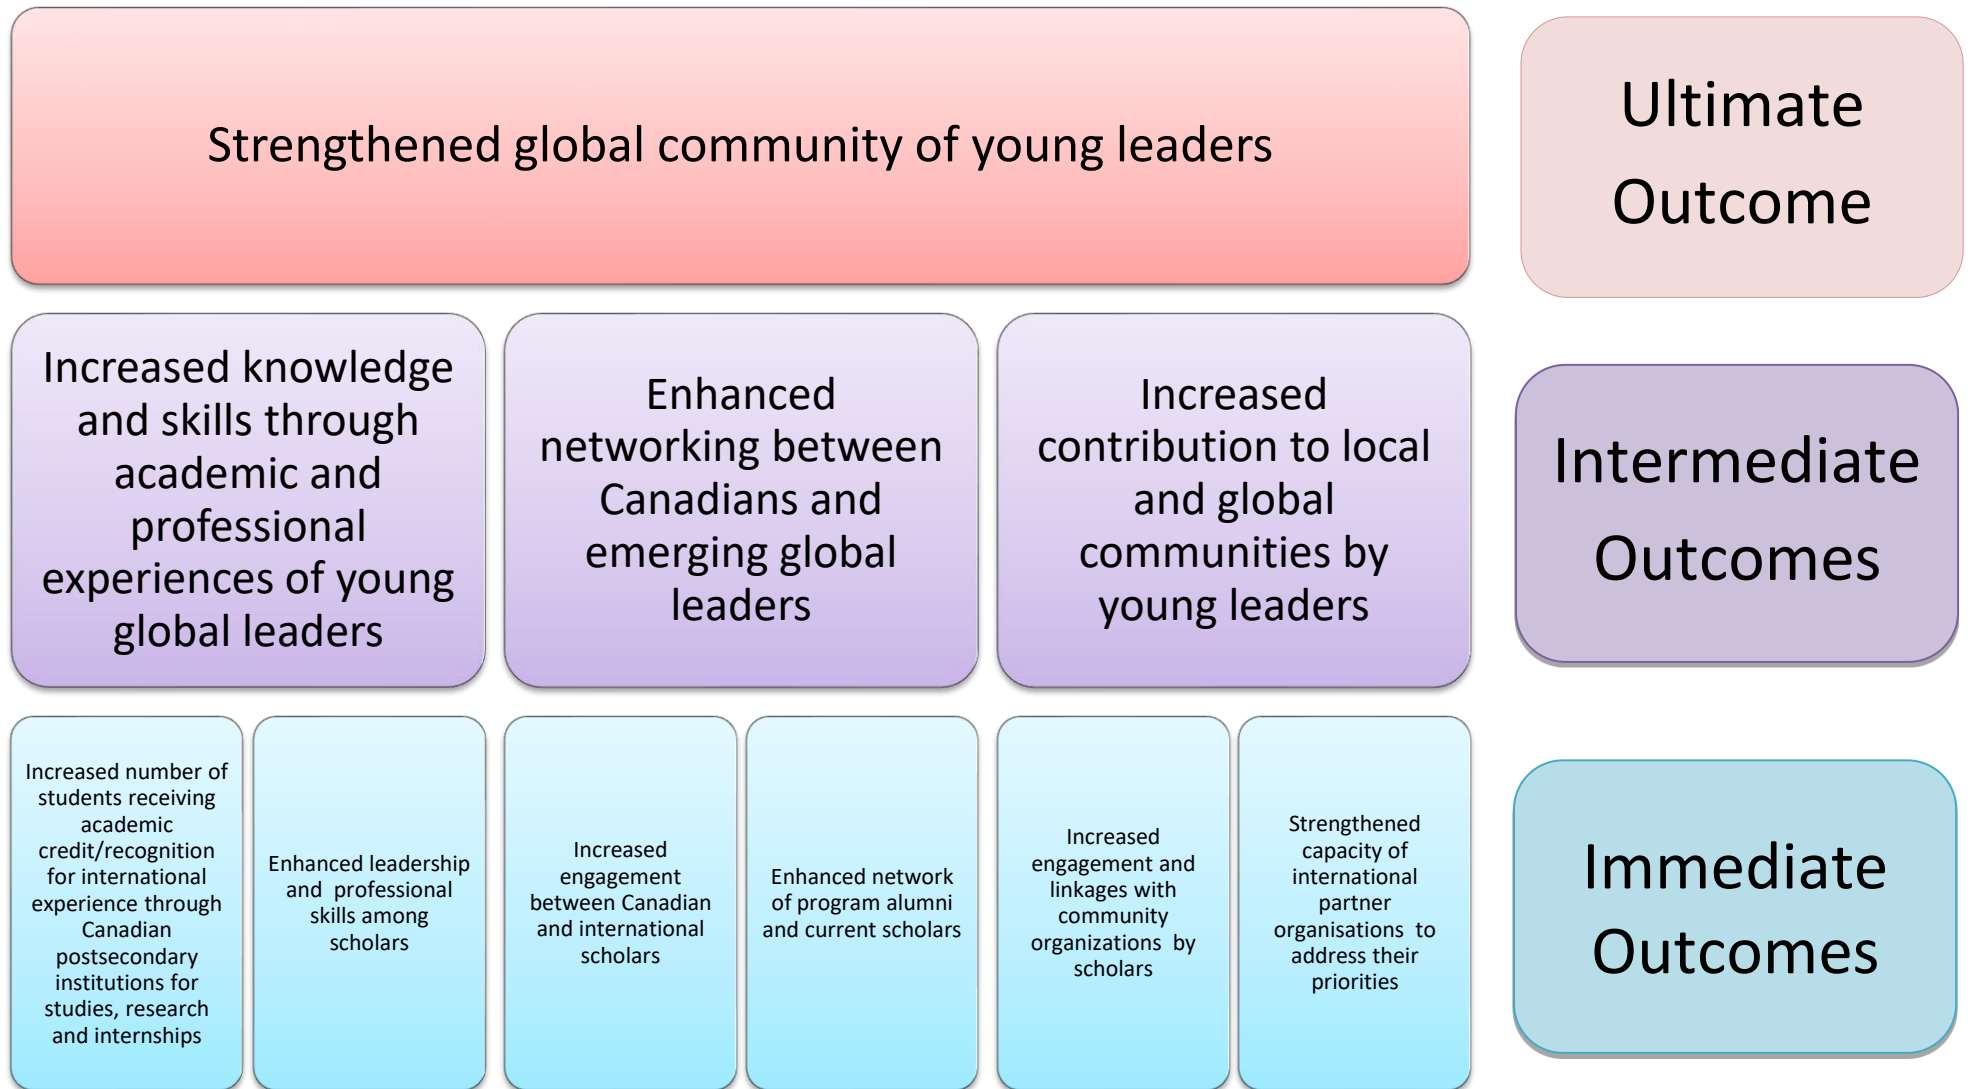 Strengthened global community of young leaders
Ultimate
Outcome
Increased knowledge
and skills through
academic and
professional
experiences of young
global leaders
Enhanced
networking between
Canadians and
emerging global
leaders
Increased
contribution to local
and global
communities by
young leaders
Intermediate
Outcomes
Increased number of
students receiving
academic
credit/recognition
for international
experience through
Canadian
postsecondary
institutions for
studies, research
and internships
Enhanced leadership
and professional
skills among
scholars
Increased
engagement
between Canadian
and international
scholars
Enhanced network
of program alumni
and current scholars
Increased
engagement and
linkages with
community
organizations by
scholars
Strengthened
capacity of
international
partner
organisations to
address their
priorities
Immediate
Outcomes